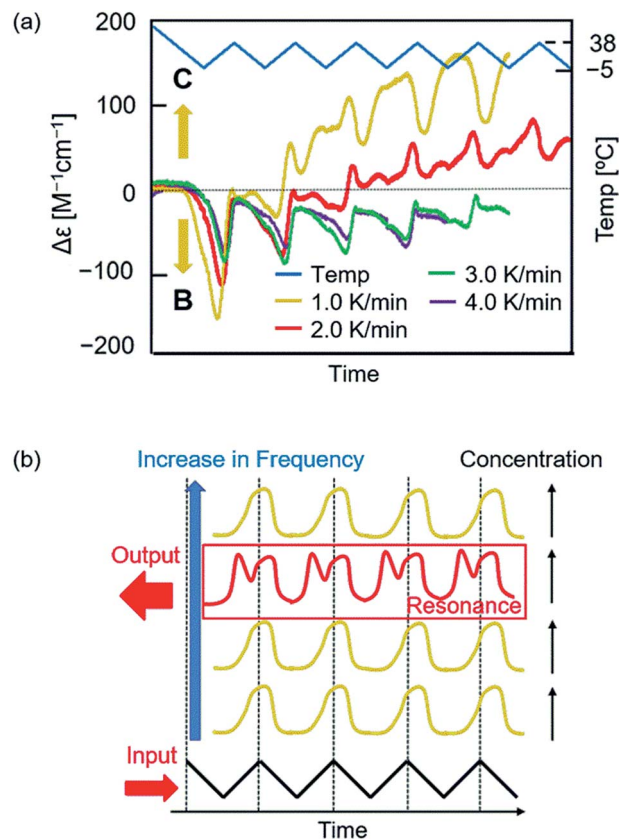 (a)
200
100
0
−100
−200
Δε [M⁻¹cm⁻¹]
C
B
38
−5
Temp [ºC]
Temp
1.0 K/min
2.0 K/min
3.0 K/min
4.0 K/min
Time
(b)
Increase in Frequency
Concentration
Output
Resonance
Input
Time